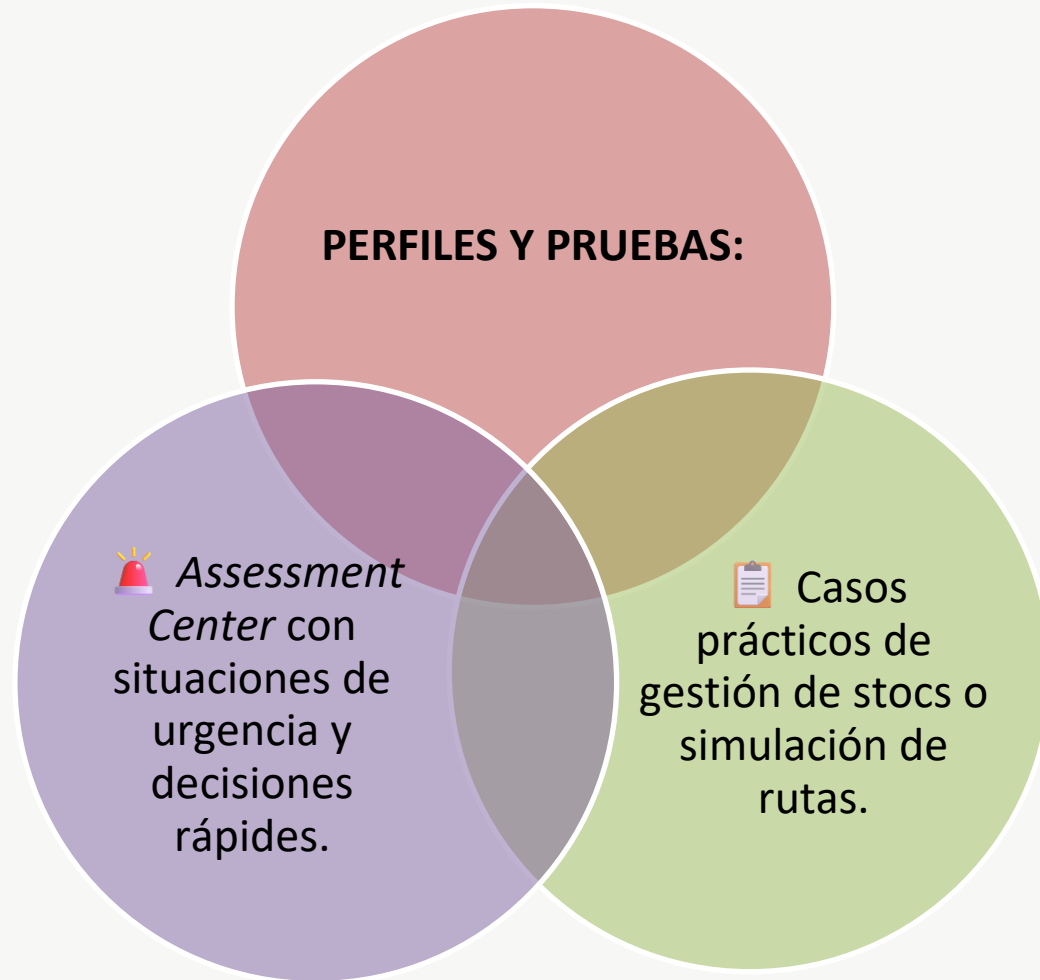 PERFILES Y PRUEBAS:
🚨 Assessment
Center con
situaciones de
urgencia y
decisiones
rápides.
📋 Casos
prácticos de
gestión de stocs o
simulación de
rutas.